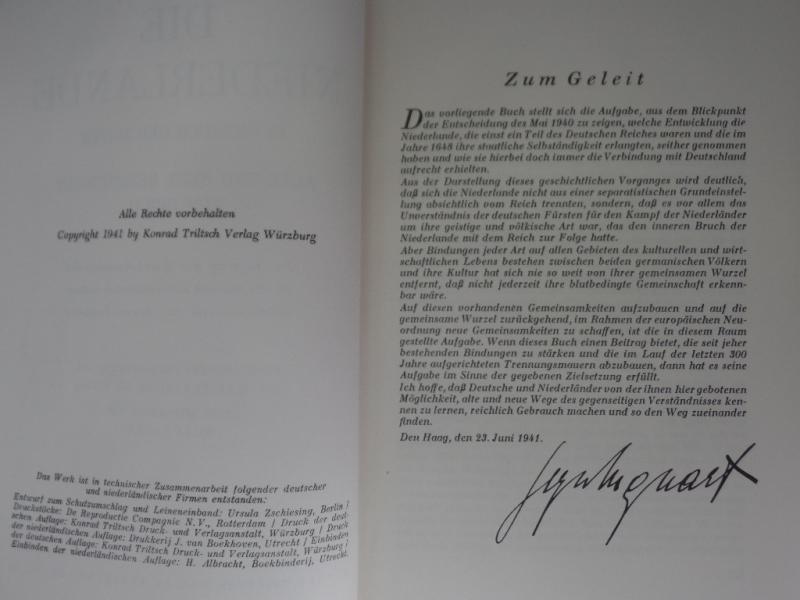 DIE
NIEDERLANDE
Alle Rechte vorbehalten
Copyright 1941 by Konrad Triltsch Verlag Würzburg
Das Werk ist in technischer Zusammenarbeit folgender deutscher
und niederländischer Firmen entstanden:
Entwurf zum Schutzumschlag und Leineneinband: Ursula Zschiesing, Berlin /
Druckstöcke: De Reproductie Compagnie N.V., Rotterdam / Druck der deut-
schen Auflage: Konrad Triltsch Druck- und Verlagsanstalt, Würzburg / Druck
der niederländischen Auflage: Drukkerij J. van Boekhoven, Utrecht / Einbinden
der deutschen Auflage: Konrad Triltsch Druck- und Verlagsanstalt, Würzburg /
Einbinden der niederländischen Auflage: H. Albracht, Boekbinderij, Utrecht.
Zum Geleit
Das vorliegende Buch stellt sich die Aufgabe, aus dem Blickpunkt
der Entscheidung des Mai 1940 zu zeigen, welche Entwicklung die
Niederlande, die einst ein Teil des Deutschen Reiches waren und die im
Jahre 1648 ihre staatliche Selbständigkeit erlangten, seither genommen
haben und wie sie hierbei doch immer die Verbindung mit Deutschland
aufrecht erhielten.
Aus der Darstellung dieses geschichtlichen Vorganges wird deutlich,
daß sich die Niederlande nicht aus einer separatistischen Grundeinstel-
lung absichtlich vom Reich trennten, sondern, daß es vor allem das
Unverständnis der deutschen Fürsten für den Kampf der Niederländer
um ihre geistige und völkische Art war, das den inneren Bruch der
Niederlande mit dem Reich zur Folge hatte.
Aber Bindungen jeder Art auf allen Gebieten des kulturellen und wirt-
schaftlichen Lebens bestehen zwischen beiden germanischen Völkern
und ihre Kultur hat sich nie so weit von ihrer gemeinsamen Wurzel
entfernt, daß nicht jederzeit ihre blutbedingte Gemeinschaft erkenn-
bar wäre.
Auf diesen vorhandenen Gemeinsamkeiten aufzubauen und auf die
gemeinsame Wurzel zurückgehend, im Rahmen der europäischen Neu-
ordnung neue Gemeinsamkeiten zu schaffen, ist die in diesem Raum
gestellte Aufgabe. Wenn dieses Buch einen Beitrag bietet, die seit jeher
bestehenden Bindungen zu stärken und die im Lauf der letzten 300
Jahre aufgerichteten Trennungsmauern abzubauen, dann hat es seine
Aufgabe im Sinne der gegebenen Zielsetzung erfüllt.
Ich hoffe, daß Deutsche und Niederländer von der ihnen hier gebotenen
Möglichkeit, alte und neue Wege des gegenseitigen Verständnisses ken-
nen zu lernen, reichlich Gebrauch machen und so den Weg zueinander
finden.
Den Haag, den 23. Juni 1941.
Seyss-Inquart